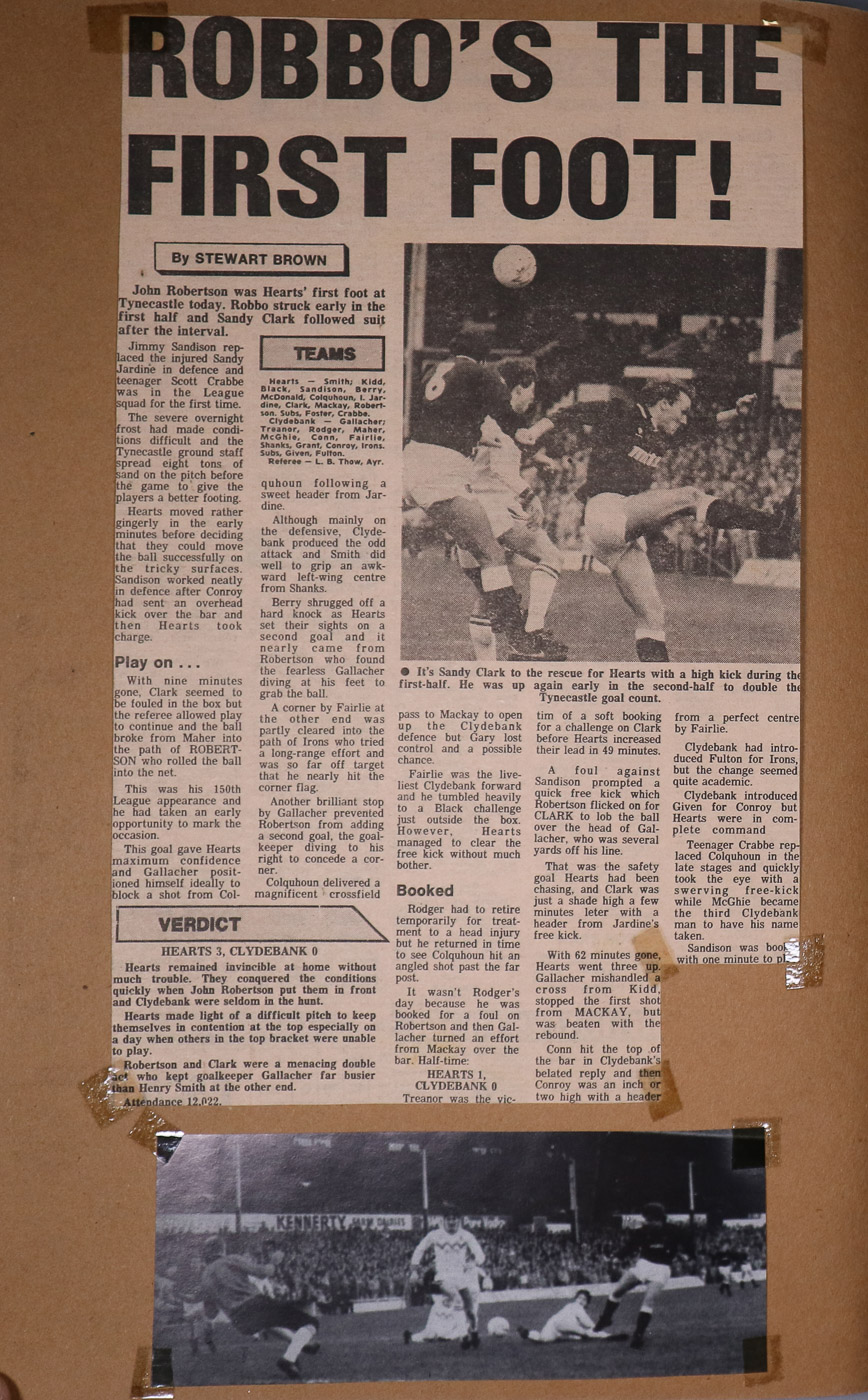 ROBBO'S THE
FIRST FOOT!
By STEWART BROWN
John Robertson was Hearts' first foot at
Tynecastle today. Robbo struck early in the
first half and Sandy Clark followed suit
after the interval.
Jimmy Sandison rep-
laced the injured Sandy
Jardine in defence and
teenager Scott Crabbe
was in the League
squad for the first time.
The severe overnight
frost had made condi-
tions difficult and the
Tynecastle ground staff
spread eight tons of
sand on the pitch before
the game to give the
players a better footing.
Hearts moved rather
gingerly in the early
minutes before deciding
that they could move
the ball successfully on
the tricky surfaces.
Sandison worked neatly
in defence after Conroy
had sent an overhead
kick over the bar and
then Hearts took
charge.
Play on ...
With nine minutes
gone, Clark seemed to
be fouled in the box but
the referee allowed play
to continue and the ball
broke from Maher into
the path of ROBERT-
SON who rolled the ball
into the net.
This was his 150th
League appearance and
he had taken an early
opportunity to mark the
occasion.
This goal gave Hearts
maximum confidence
and Gallacher posit-
ioned himself ideally to
block a shot from Col-
TEAMS
Hearts — Smith; Kidd,
Black, Sandison, Berry,
McDonald, Colquhoun, I. Jar-
dine, Clark, Mackay, Robert-
son. Subs, Foster, Crabbe.
Clydebank — Gallacher;
Treanor, Rodger, Maher,
McGhie, Conn, Fairlie,
Shanks, Grant, Conroy, Irons.
Subs, Given, Fulton.
Referee — L. B. Thow, Ayr.
quhoun following a
sweet header from Jar-
dine.
Although mainly on
the defensive, Clyde-
bank produced the odd
attack and Smith did
well to grip an awk-
ward left-wing centre
from Shanks.
Berry shrugged off a
hard knock as Hearts
set their sights on a
second goal and it
nearly came from
Robertson who found
the fearless Gallacher
diving at his feet to
grab the ball.
A corner by Fairlie at
the other end was
partly cleared into the
path of Irons who tried
a long-range effort and
was so far off target
that he nearly hit the
corner flag.
Another brilliant stop
by Gallacher prevented
Robertson from adding
a second goal, the goal-
keeper diving to his
right to concede a cor-
ner.
Colquhoun delivered a
magnificent crossfield
6
● It's Sandy Clark to the rescue for Hearts with a high kick during the
first-half. He was up again early in the second-half to double the
Tynecastle goal count.
pass to Mackay to open
up the Clydebank
defence but Gary lost
control and a possible
chance.
Fairlie was the live-
liest Clydebank forward
and he tumbled heavily
to a Black challenge
just outside the box.
However, Hearts
managed to clear the
free kick without much
bother.
Booked
Rodger had to retire
temporarily for treat-
ment to a head injury
but he returned in time
to see Colquhoun hit an
angled shot past the far
post.
It wasn't Rodger's
day because he was
booked for a foul on
Robertson and then Gal-
lacher turned an effort
from Mackay over the
bar. Half-time:
HEARTS 1,
CLYDEBANK 0
Treanor was the vic-
tim of a soft booking
for a challenge on Clark
before Hearts increased
their lead in 49 minutes.
A foul against
Sandison prompted a
quick free kick which
Robertson flicked on for
CLARK to lob the ball
over the head of Gal-
lacher, who was several
yards off his line.
That was the safety
goal Hearts had been
chasing, and Clark was
just a shade high a few
minutes leter with a
header from Jardine's
free kick.
With 62 minutes gone,
Hearts went three up.
Gallacher mishandled a
cross from Kidd,
stopped the first shot
from MACKAY, but
was beaten with the
rebound.
Conn hit the top of
the bar in Clydebank's
belated reply and then
Conroy was an inch or
two high with a header
from a perfect centre
by Fairlie.
Clydebank had intro-
duced Fulton for Irons,
but the change seemed
quite academic.
Clydebank introduced
Given for Conroy but
Hearts were in com-
plete command
Teenager Crabbe rep-
laced Colquhoun in the
late stages and quickly
took the eye with a
swerving free-kick
while McGhie became
the third Clydebank
man to have his name
taken.
Sandison was
with one minute to
VERDICT
HEARTS 3, CLYDEBANK 0
Hearts remained invincible at home without
much trouble. They conquered the conditions
quickly when John Robertson put them in front
and Clydebank were seldom in the hunt.
Hearts made light of a difficult pitch to keep
themselves in contention at the top especially on
a day when others in the top bracket were unable
to play.
Robertson and Clark were a menacing double
act who kept goalkeeper Gallacher far busier
than Henry Smith at the other end.
Attendance 12,022.
KENNERTY FARM DAIRIES